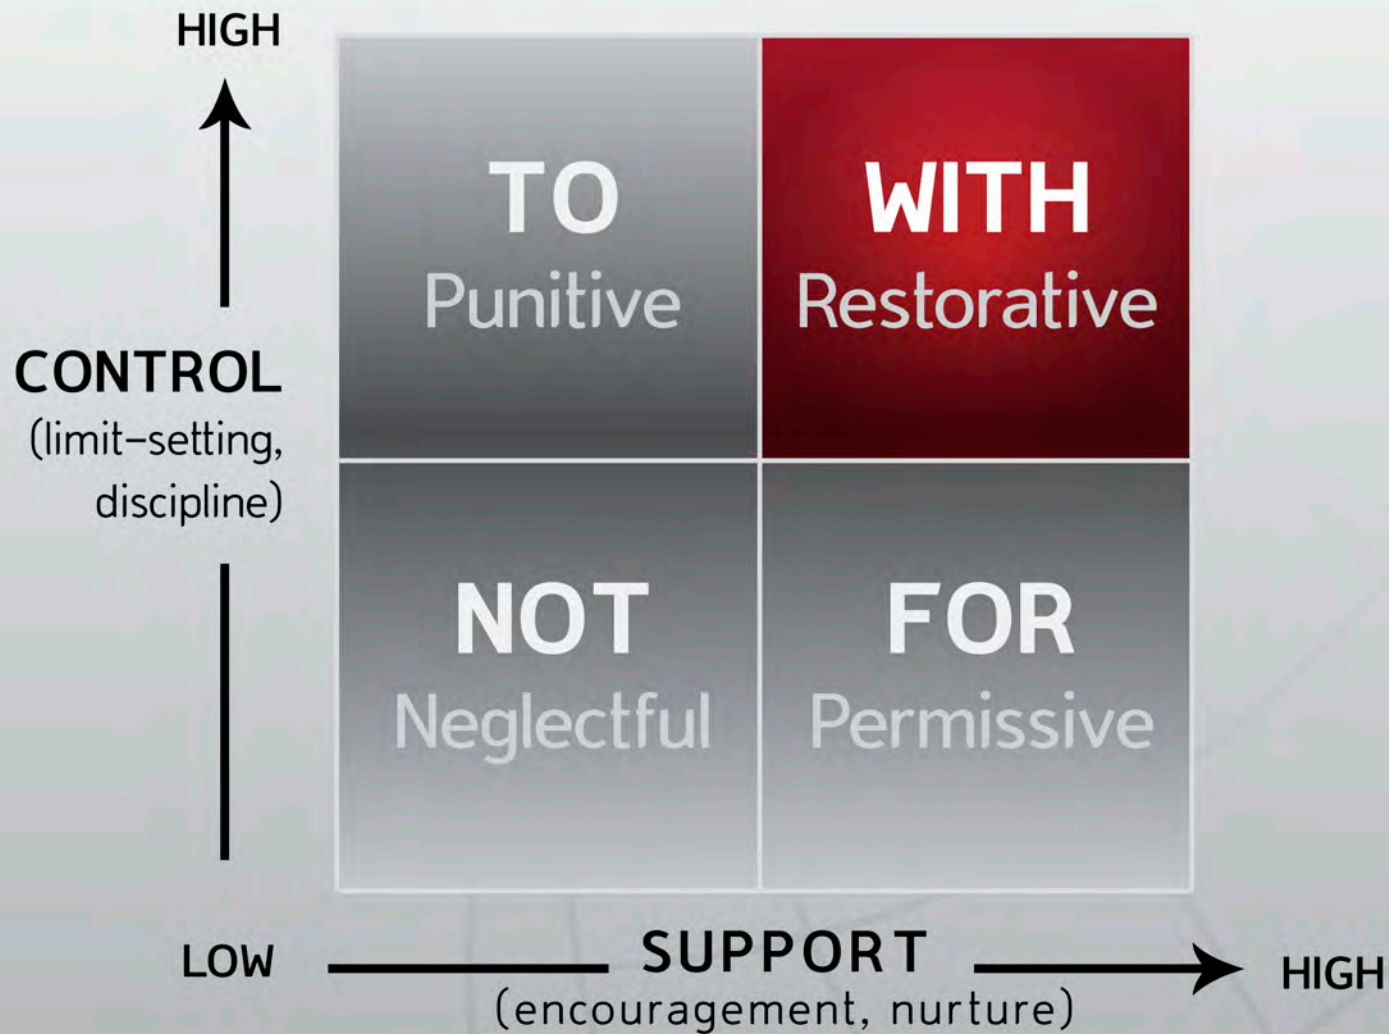 HIGH
TO
Punitive
WITH
Restorative
CONTROL
(limit-setting,
discipline)
NOT
Neglectful
FOR
Permissive
LOW
SUPPORT
(encouragement, nurture)
HIGH